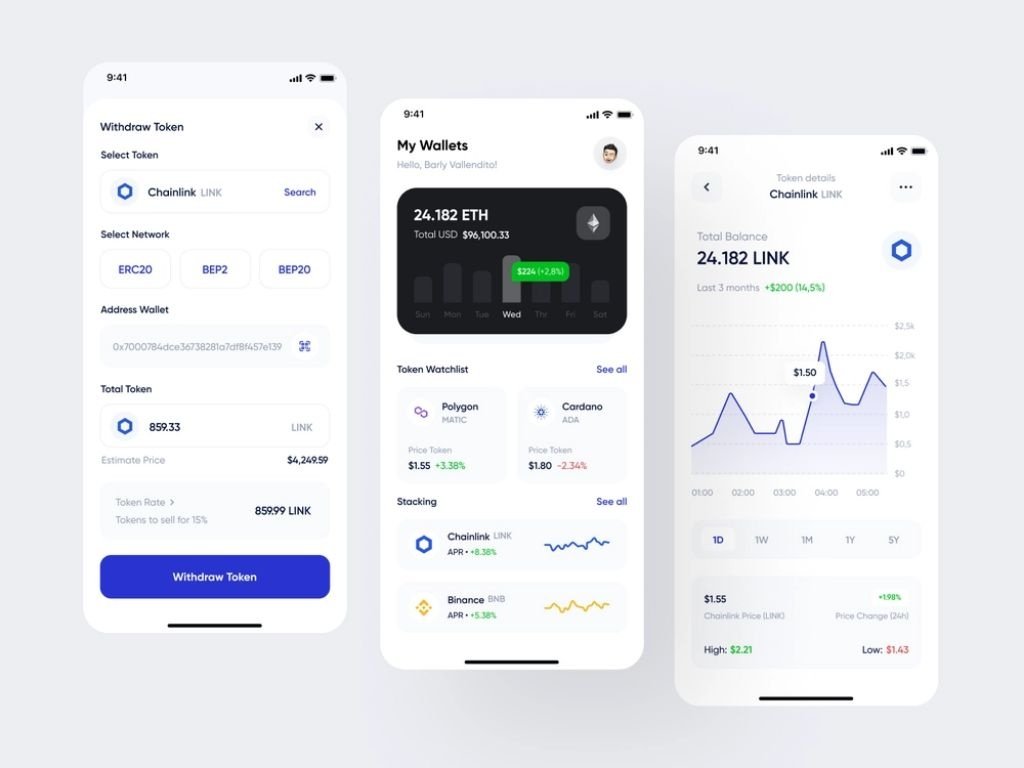 9:41
Withdraw Token
Select Token
Chainlink LINK Search
Select Network
ERC20 BEP2 BEP20
Address Wallet
0x7000784dce36738281a7df8f457e139
Total Token
859.33 LINK
Estimate Price $4,249.59
Token Rate >
Tokens to sell for 15%
859.99 LINK
Withdraw Token
9:41
My Wallets
Hello, Barly Vallendito!
24.182 ETH
Total USD $96,100.33
$224 (+2,8%)
Sun Mon Tue Wed Thr Fri Sat
Token Watchlist See all
Polygon
MATIC
Price Token
$1.55 +3.38%
Cardano
ADA
Price Token
$1.80 -2.34%
Stacking See all
Chainlink LINK
APR • +8.38%
Binance BNB
APR • +5.38%
9:41
Token details
Chainlink LINK
Total Balance
24.182 LINK
Last 3 months +$200 (14,5%)
$2,5k
$2,0k
$1,5
$1,0
$0,5
$0
$1.50
01:00 02:00 03:00 04:00 05:00
1D 1W 1M 1Y 5Y
$1.55 +1.98%
Chainlink Price (LINK) Price Change (24h)
High: $2.21 Low: $1.43